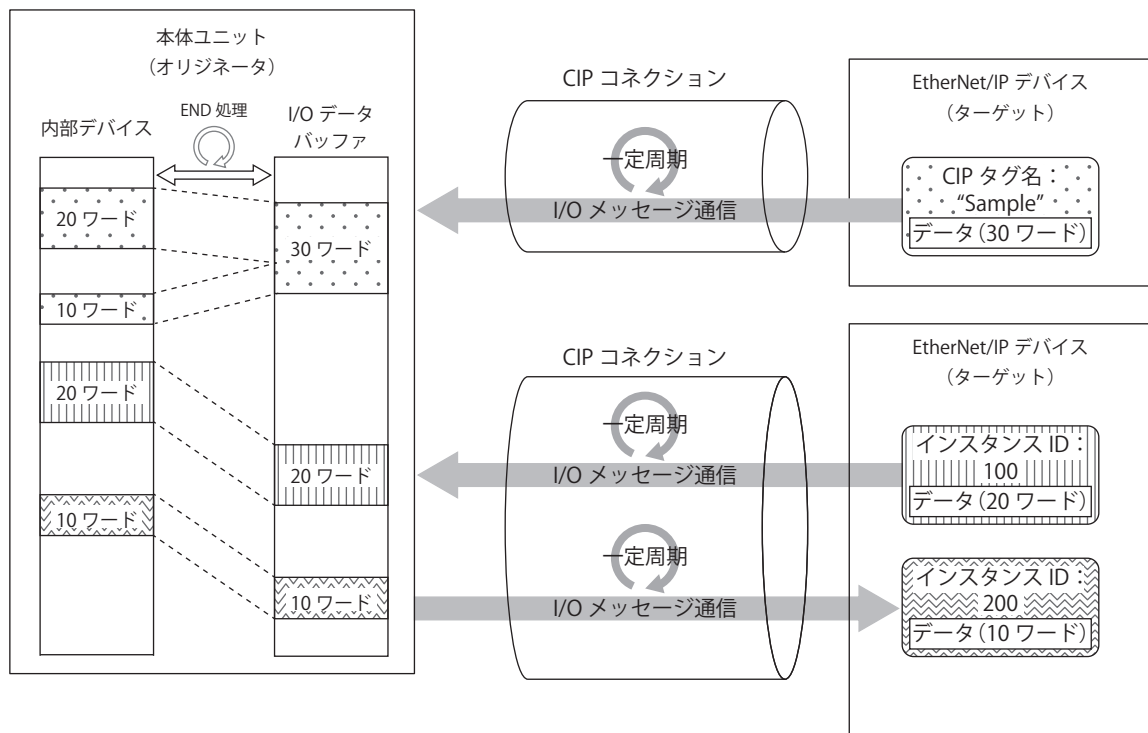 本体ユニット
（オリジネータ）
END 処理
内部デバイス
I/O データ
バッファ
20 ワード
10 ワード
20 ワード
10 ワード
30 ワード
20 ワード
10 ワード
CIP コネクション
一定周期
I/O メッセージ通信
EtherNet/IP デバイス
（ターゲット）
CIP タグ名：
“Sample”
データ（30 ワード）
CIP コネクション
一定周期
I/O メッセージ通信
一定周期
I/O メッセージ通信
EtherNet/IP デバイス
（ターゲット）
インスタンス ID：
100
データ（20 ワード）
インスタンス ID：
200
データ（10 ワード）